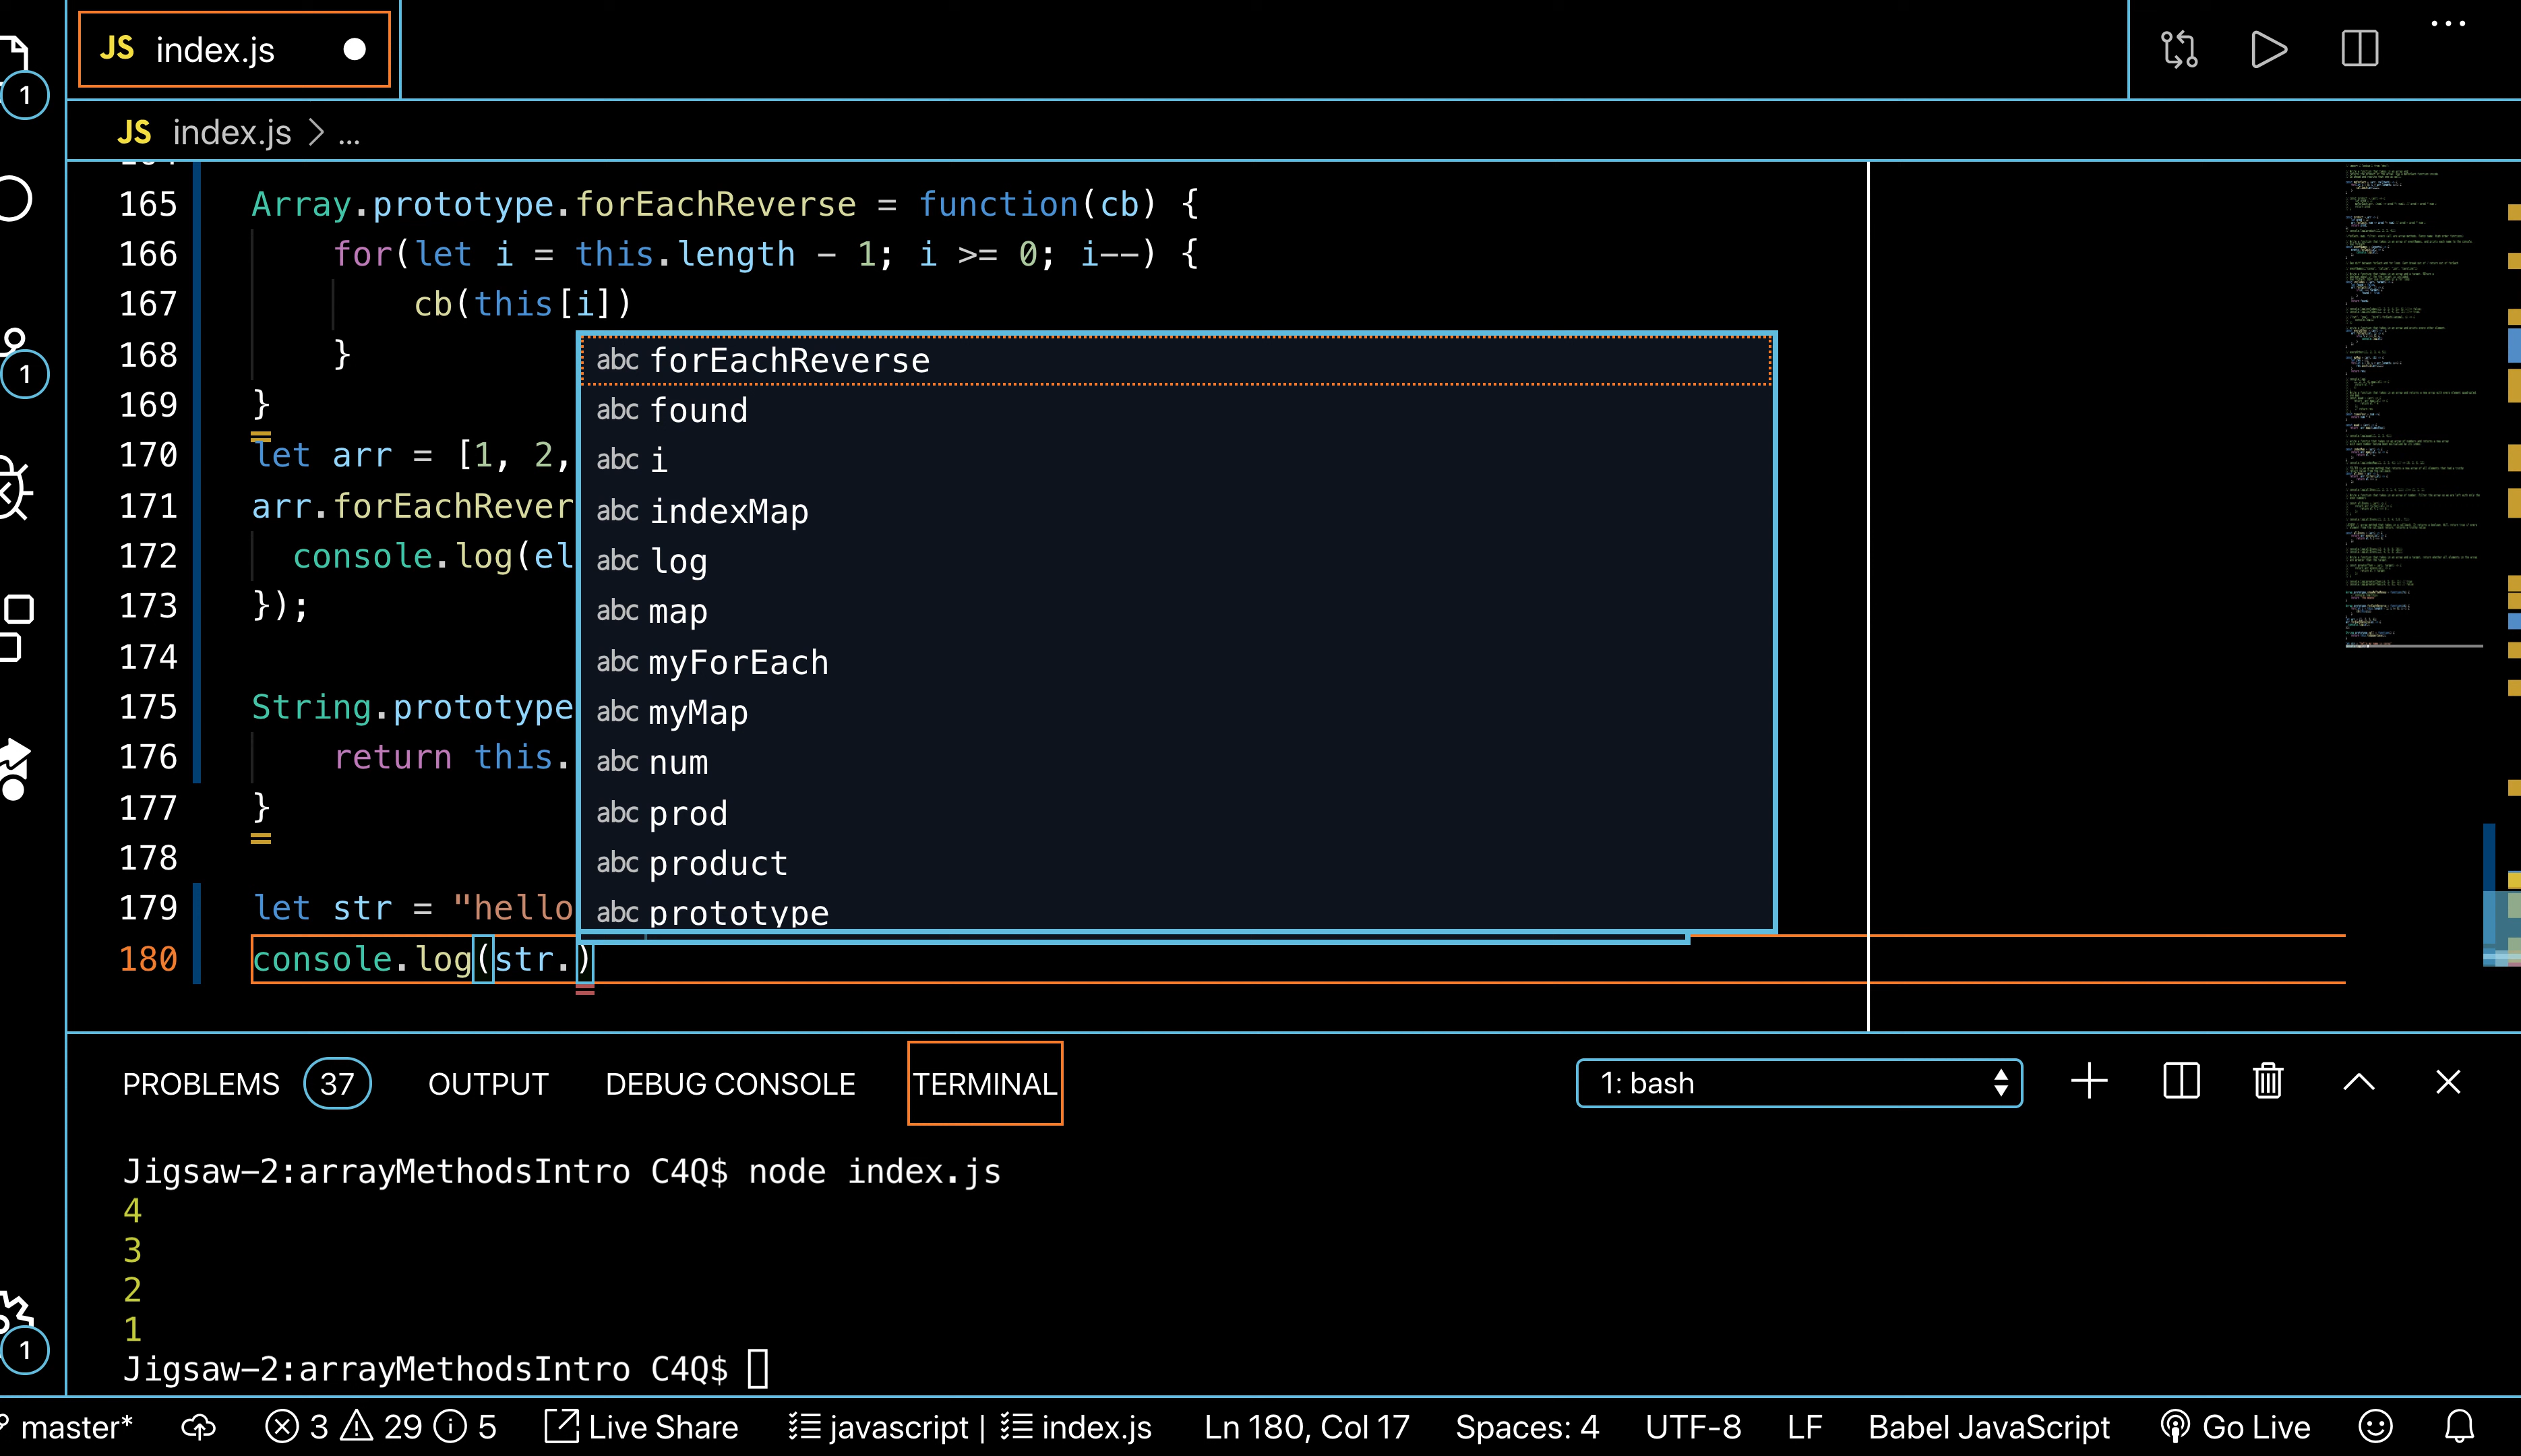 JS index.js
1
JS index.js > ...
165 Array.prototype.forEachReverse = function(cb) {
166 for(let i = this.length - 1; i >= 0; i--) {
167 cb(this[i])
168 }
169 }
170 let arr = [1, 2,
171 arr.forEachRever
172 console.log(el
173 });
174
175 String.prototype
176 return this.
177 }
178
179 let str = "hello
180 console.log(str.)
abc forEachReverse
abc found
abc i
abc indexMap
abc log
abc map
abc myForEach
abc myMap
abc num
abc prod
abc product
abc prototype
1
1
PROBLEMS 37 OUTPUT DEBUG CONSOLE TERMINAL 1: bash
Jigsaw-2:arrayMethodsIntro C4Q$ node index.js
4
3
2
1
Jigsaw-2:arrayMethodsIntro C4Q$
master* 3 29 5 Live Share javascript | index.js Ln 180, Col 17 Spaces: 4 UTF-8 LF Babel JavaScript Go Live